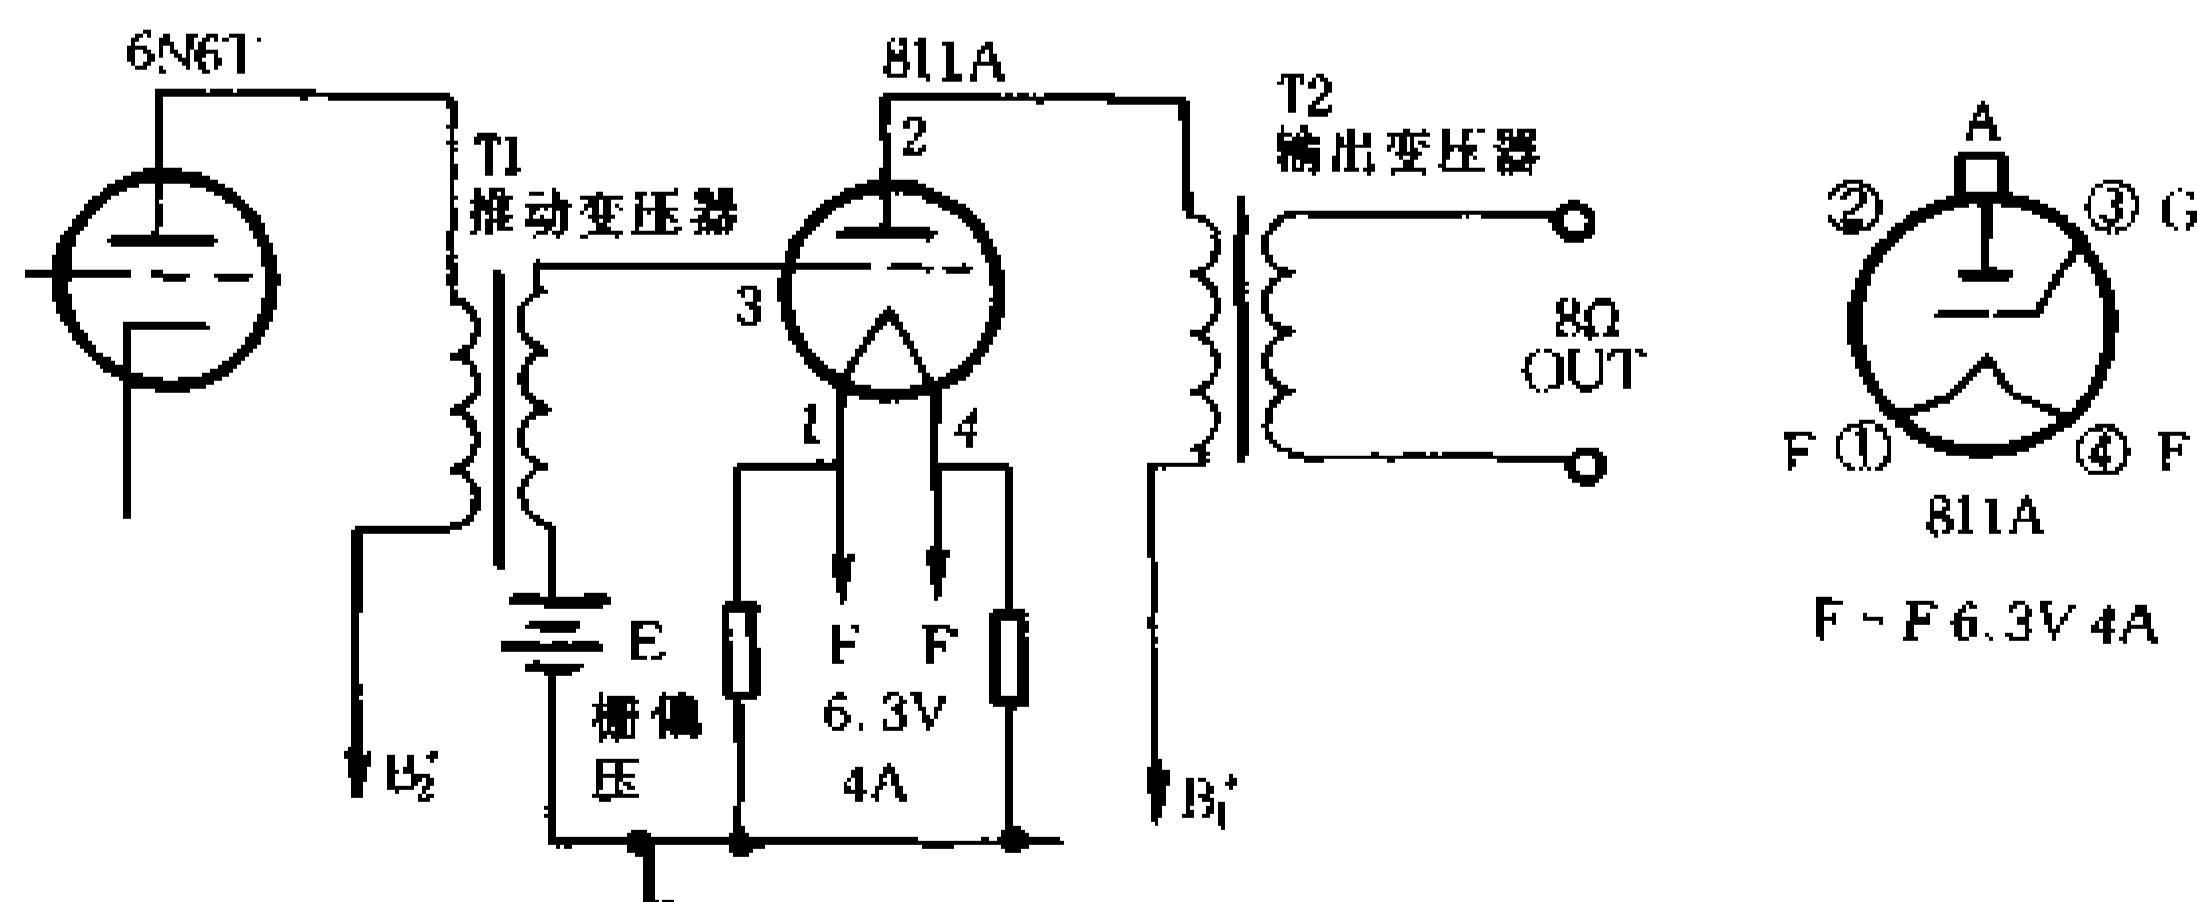 6N6T
T1
推动变压器
811A
2
3
1
4
T2
输出变压器
8Ω
OUT
E
栅偏
压
F
F
6.3V
4A
B₂⁺
B₁⁺
A
②
③ G
F ①
④ F
811A
F - F 6.3V 4A